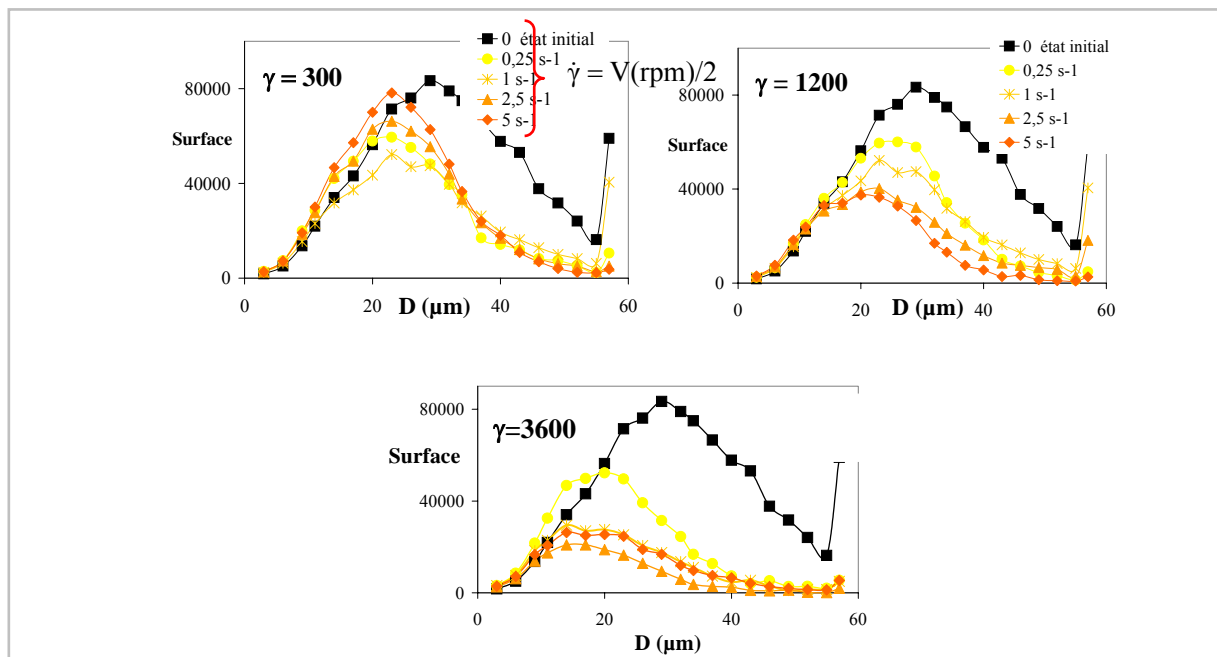 γ = 300
0 état initial
0,25 s-1
1 s-1
2,5 s-1
5 s-1
γ̇ = V(rpm)/2
Surface
80000
40000
0
0 20 40 60
D (µm)
γ = 1200
0 état initial
0,25 s-1
1 s-1
2,5 s-1
5 s-1
Surface
80000
40000
0
0 20 40 60
D (µm)
γ=3600
Surface
80000
40000
0
0 20 40 60
D (µm)